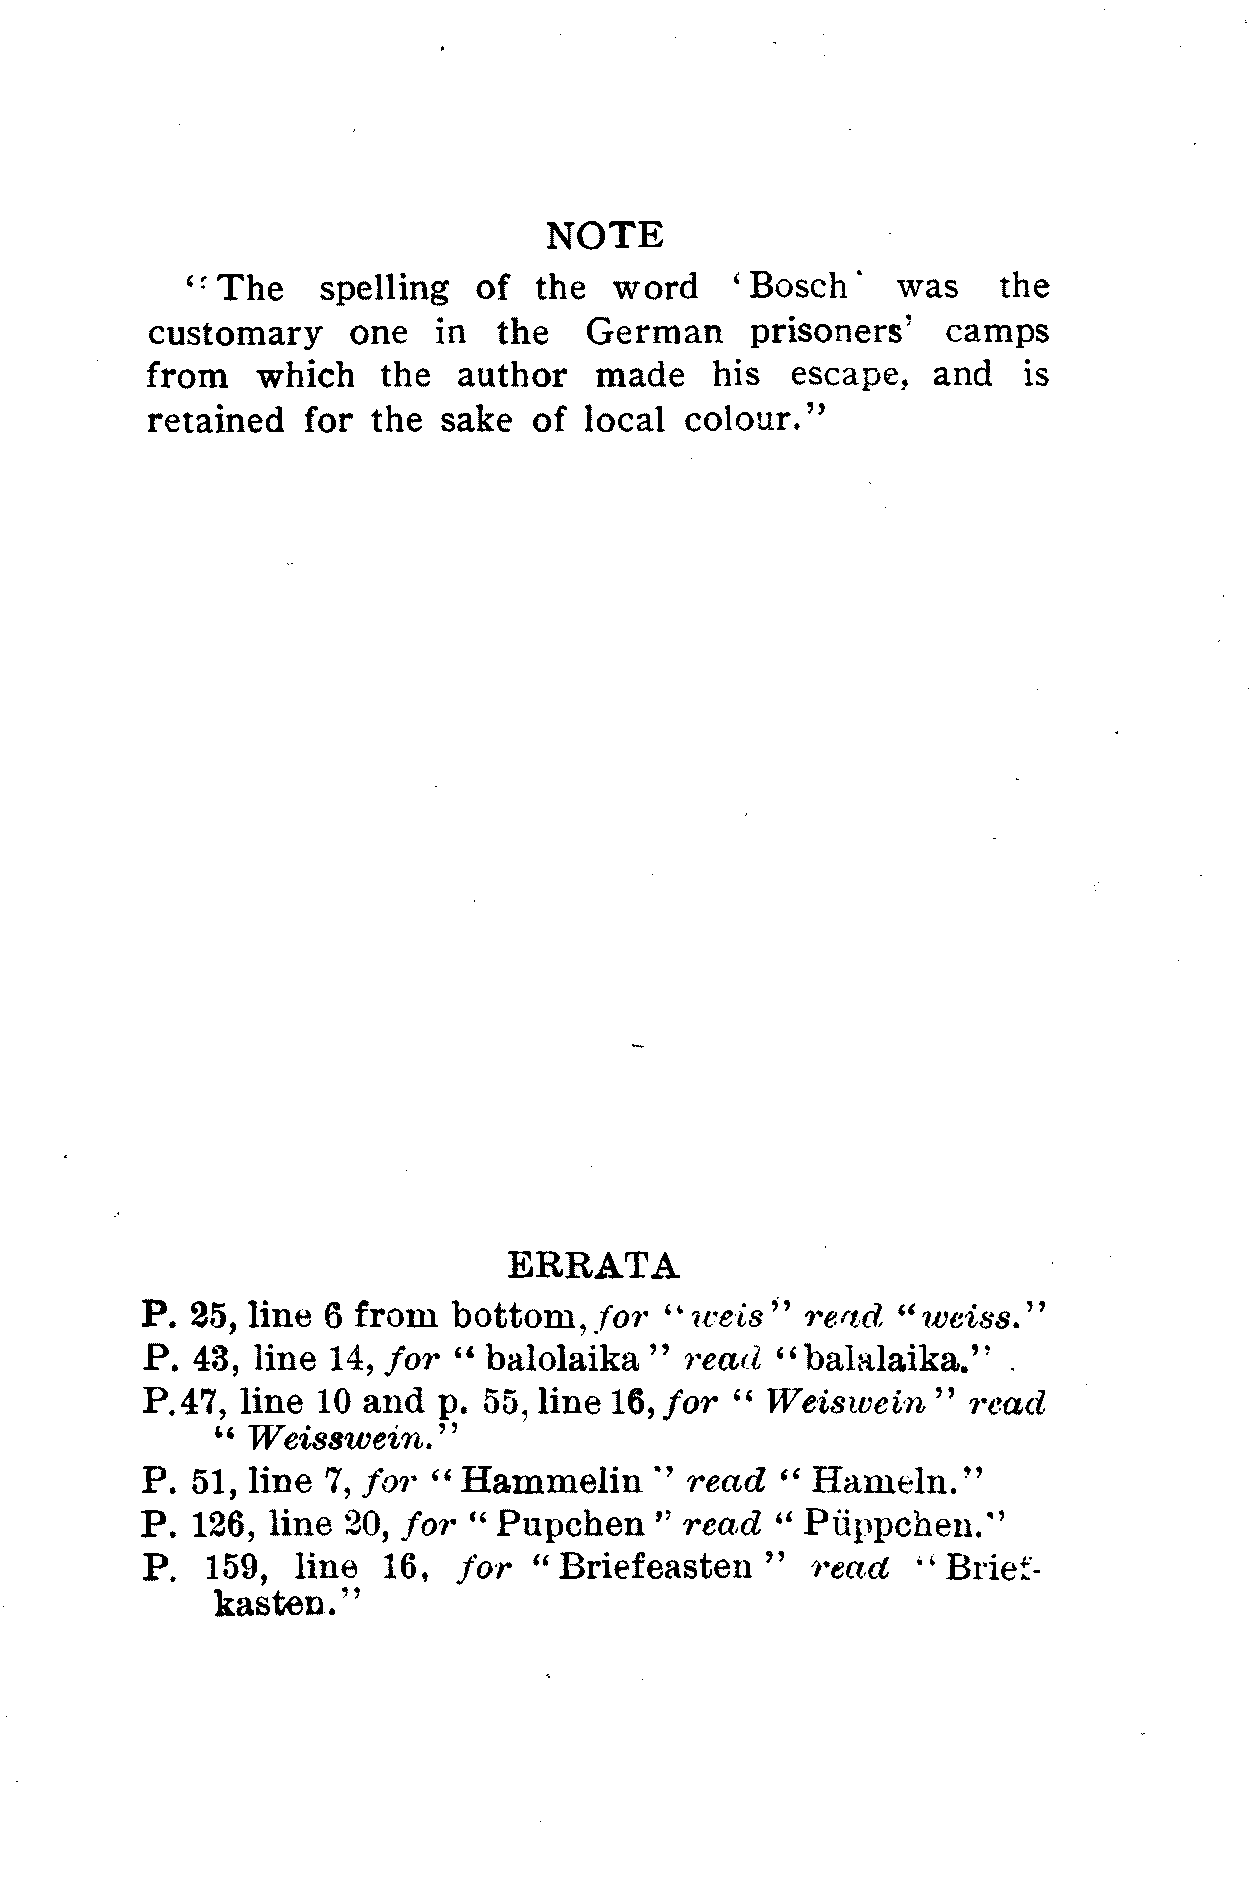 NOTE
“The spelling of the word ‘Bosch’ was the
customary one in the German prisoners’ camps
from which the author made his escape, and is
retained for the sake of local colour.”
ERRATA
P. 25, line 6 from bottom, for “weis” read “weiss.”
P. 43, line 14, for “balolaika” read “balalaika.”
P. 47, line 10 and p. 55, line 16, for “Weiswein” read
“Weisswein.”
P. 51, line 7, for “Hammelin” read “Hameln.”
P. 126, line 20, for “Pupchen” read “Püppchen.”
P. 159, line 16, for “Briefeasten” read “Brief-
kasten.”